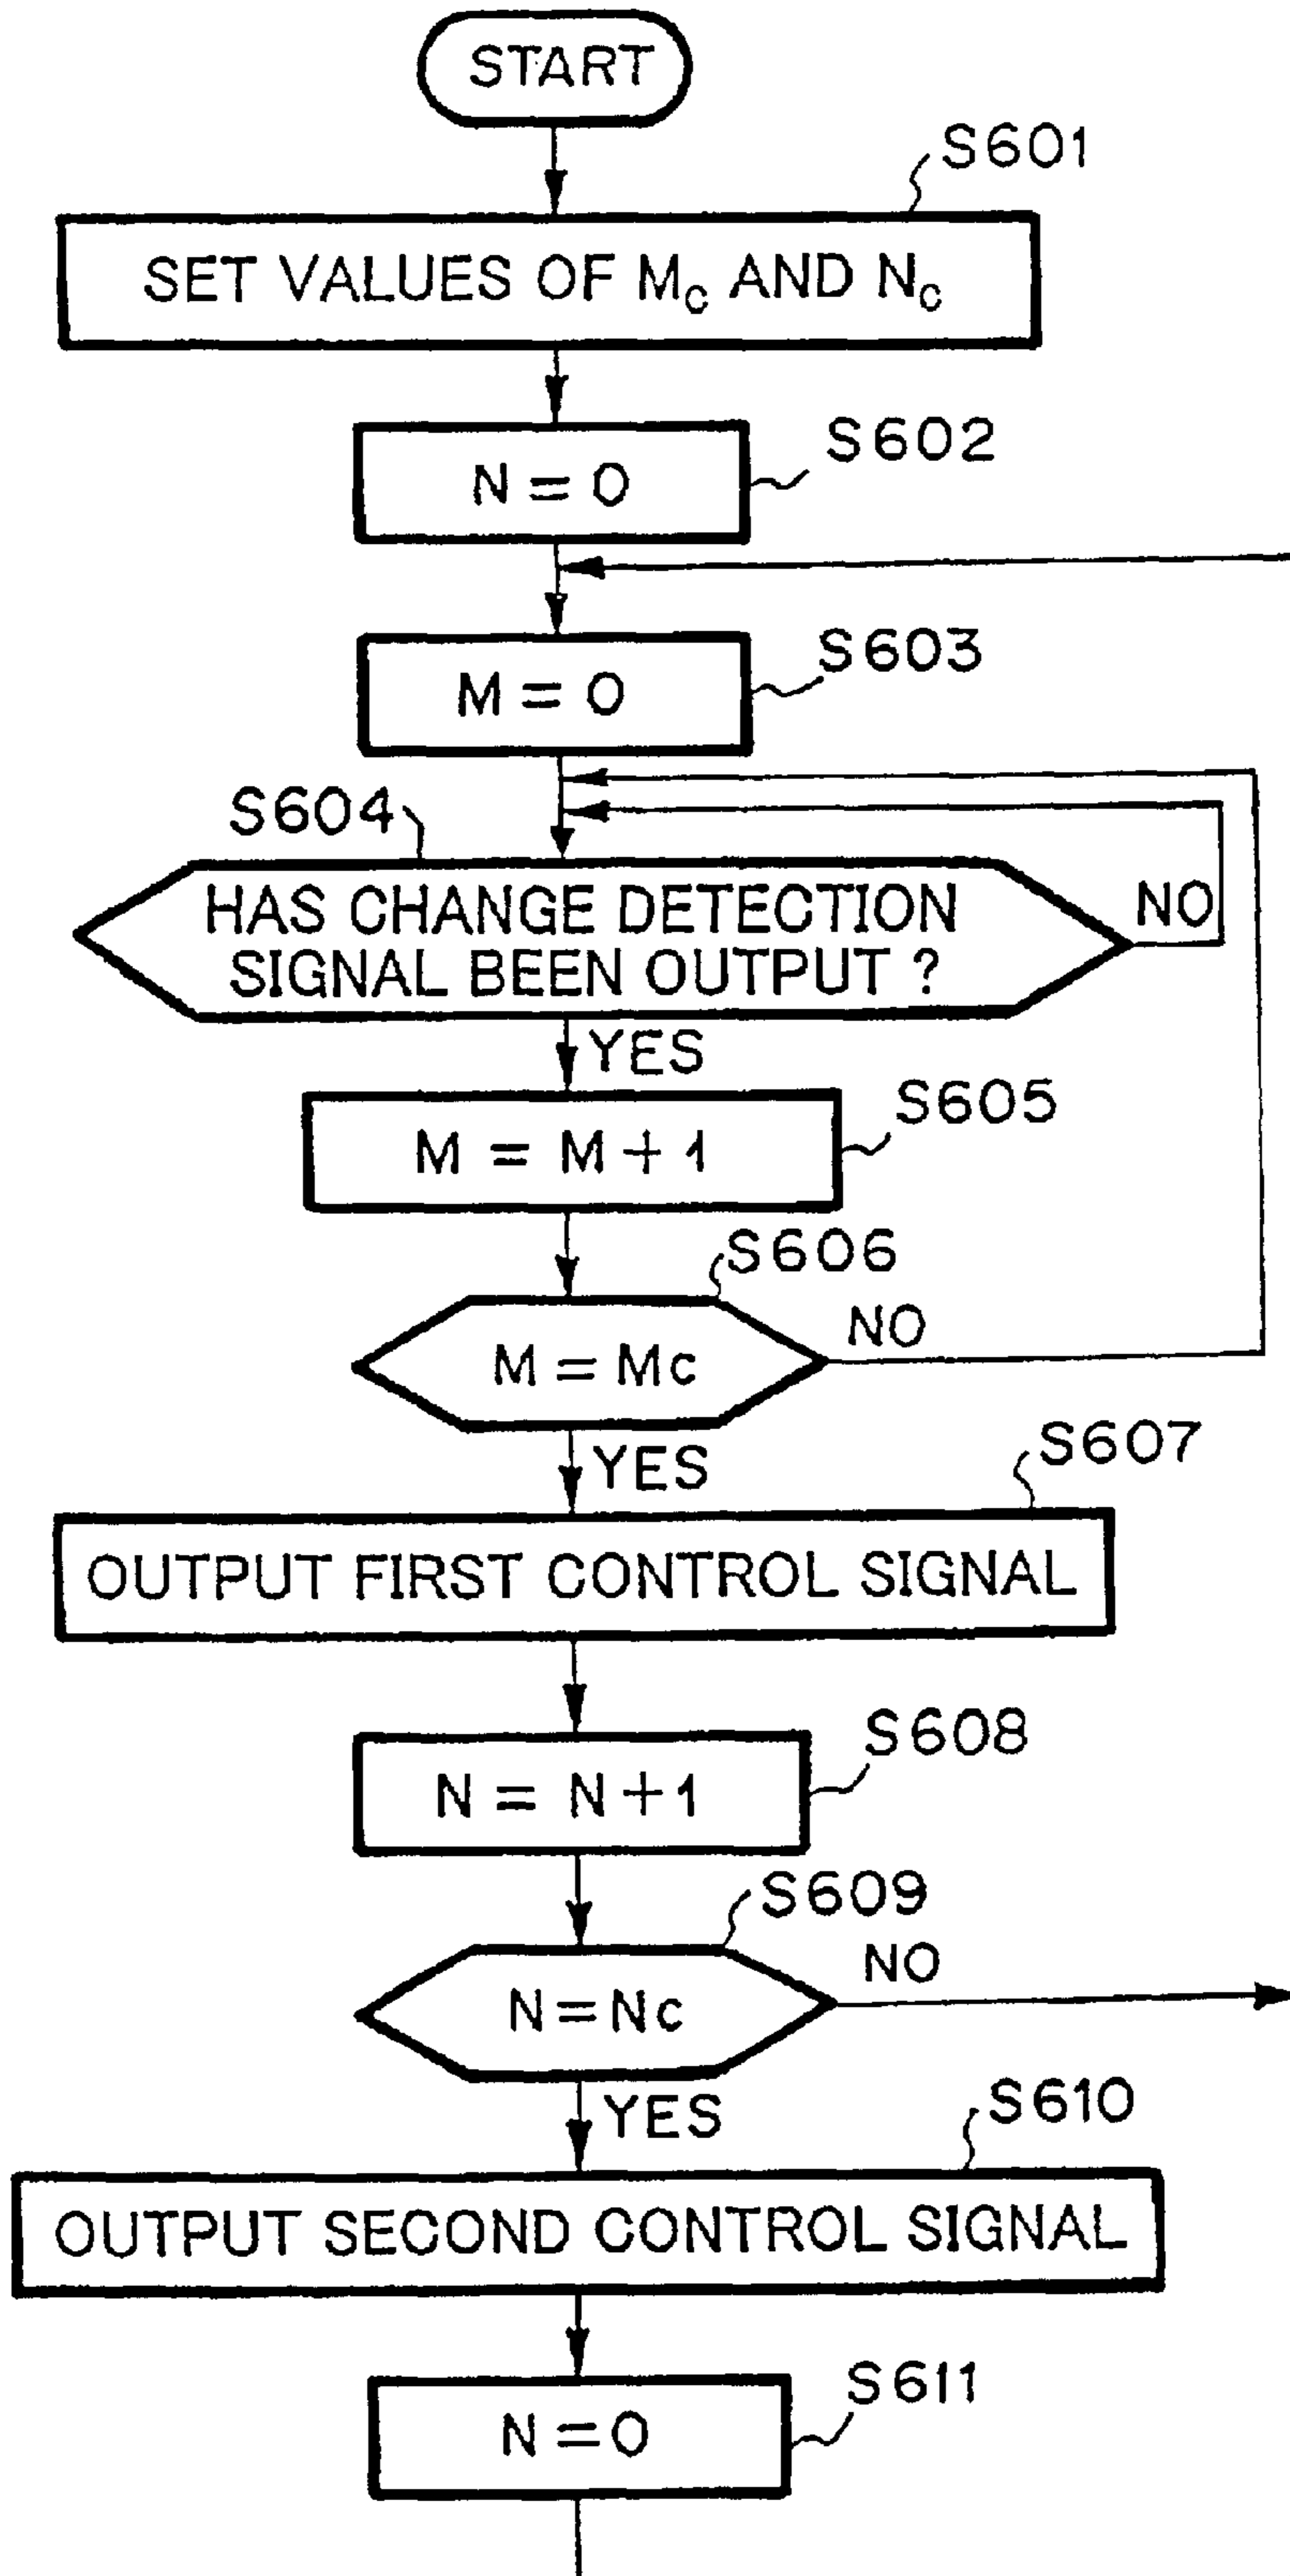 START
S601
SET VALUES OF Mc AND Nc
S602
N = 0
S603
M = 0
S604
HAS CHANGE DETECTION
SIGNAL BEEN OUTPUT ?
NO
YES
S605
M = M + 1
S606
M = Mc
NO
YES
S607
OUTPUT FIRST CONTROL SIGNAL
S608
N = N + 1
S609
N = Nc
NO
YES
S610
OUTPUT SECOND CONTROL SIGNAL
S611
N = 0